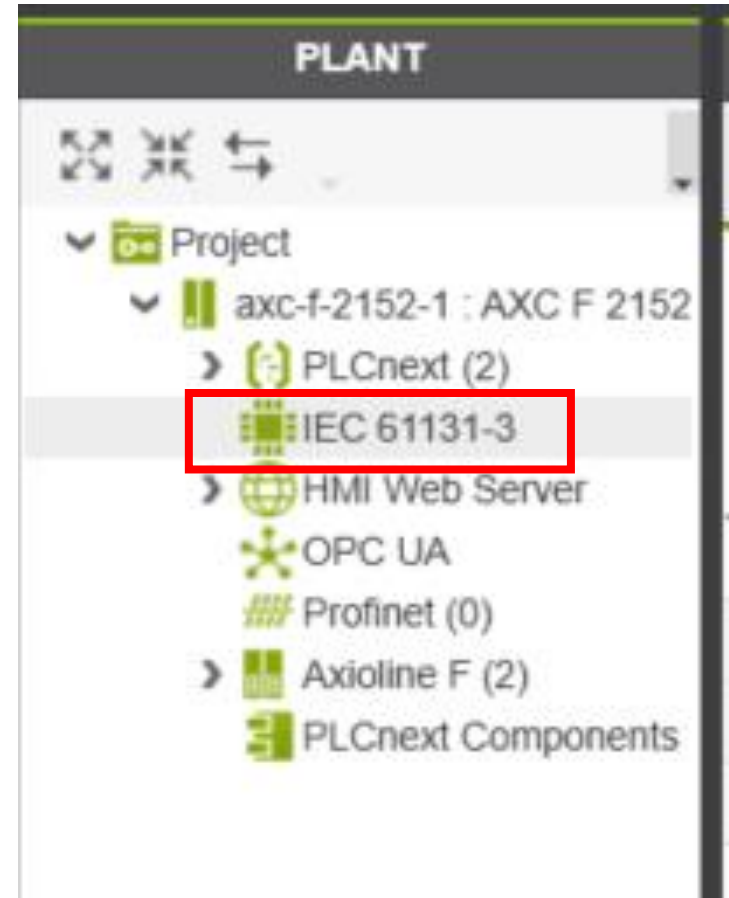 PLANT
Project
axc-f-2152-1 : AXC F 2152
PLCnext (2)
IEC 61131-3
HMI Web Server
OPC UA
Profinet (0)
Axioline F (2)
PLCnext Components